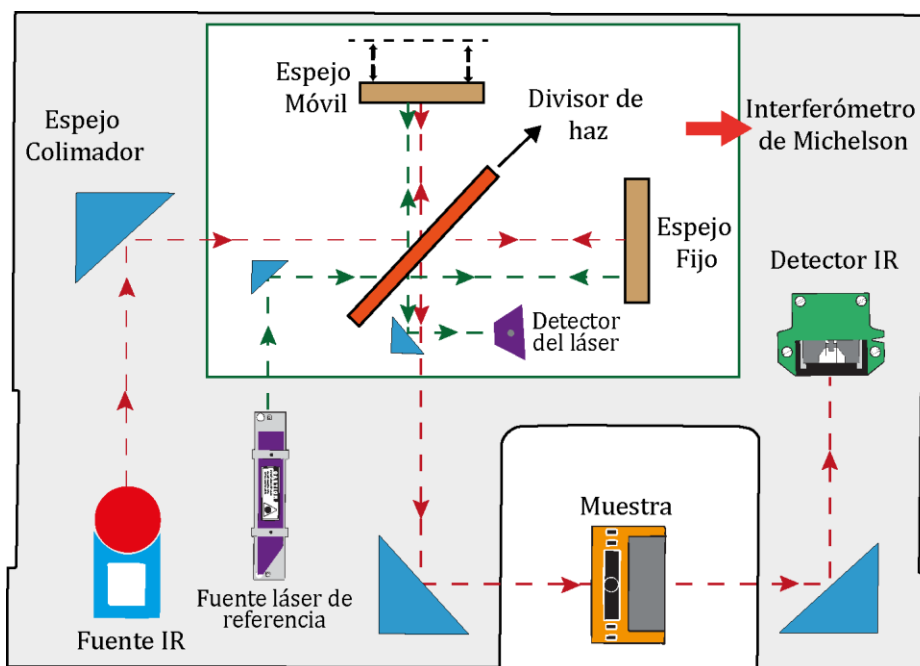 Espejo
Móvil
Divisor de
haz
Interferómetro
de Michelson
Espejo
Colimador
Espejo
Fijo
Detector IR
Detector
del láser
Muestra
Fuente láser de
referencia
Fuente IR